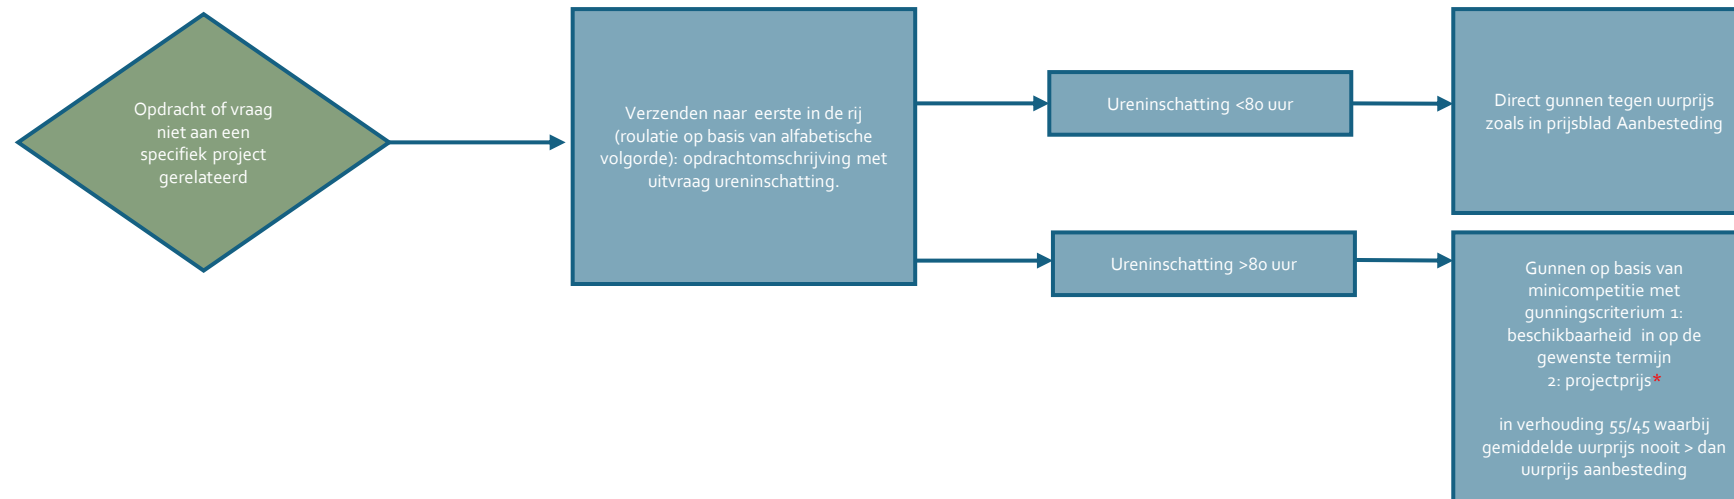 Opdracht of vraag
niet aan een
specifiek project
gerelateerd
Verzenden naar eerste in de rij
(roulatie op basis van alfabetische
volgorde): opdrachtomschrijving met
uitvraag ureninschatting.
Ureninschatting <80 uur
Direct gunnen tegen uurprijs
zoals in prijsblad Aanbesteding
Ureninschatting >80 uur
Gunnen op basis van
minicompetitie met
gunningscriterium 1:
beschikbaarheid in op de
gewenste termijn
2: projectprijs*
in verhouding 55/45 waarbij
gemiddelde uurprijs nooit > dan
uurprijs aanbesteding